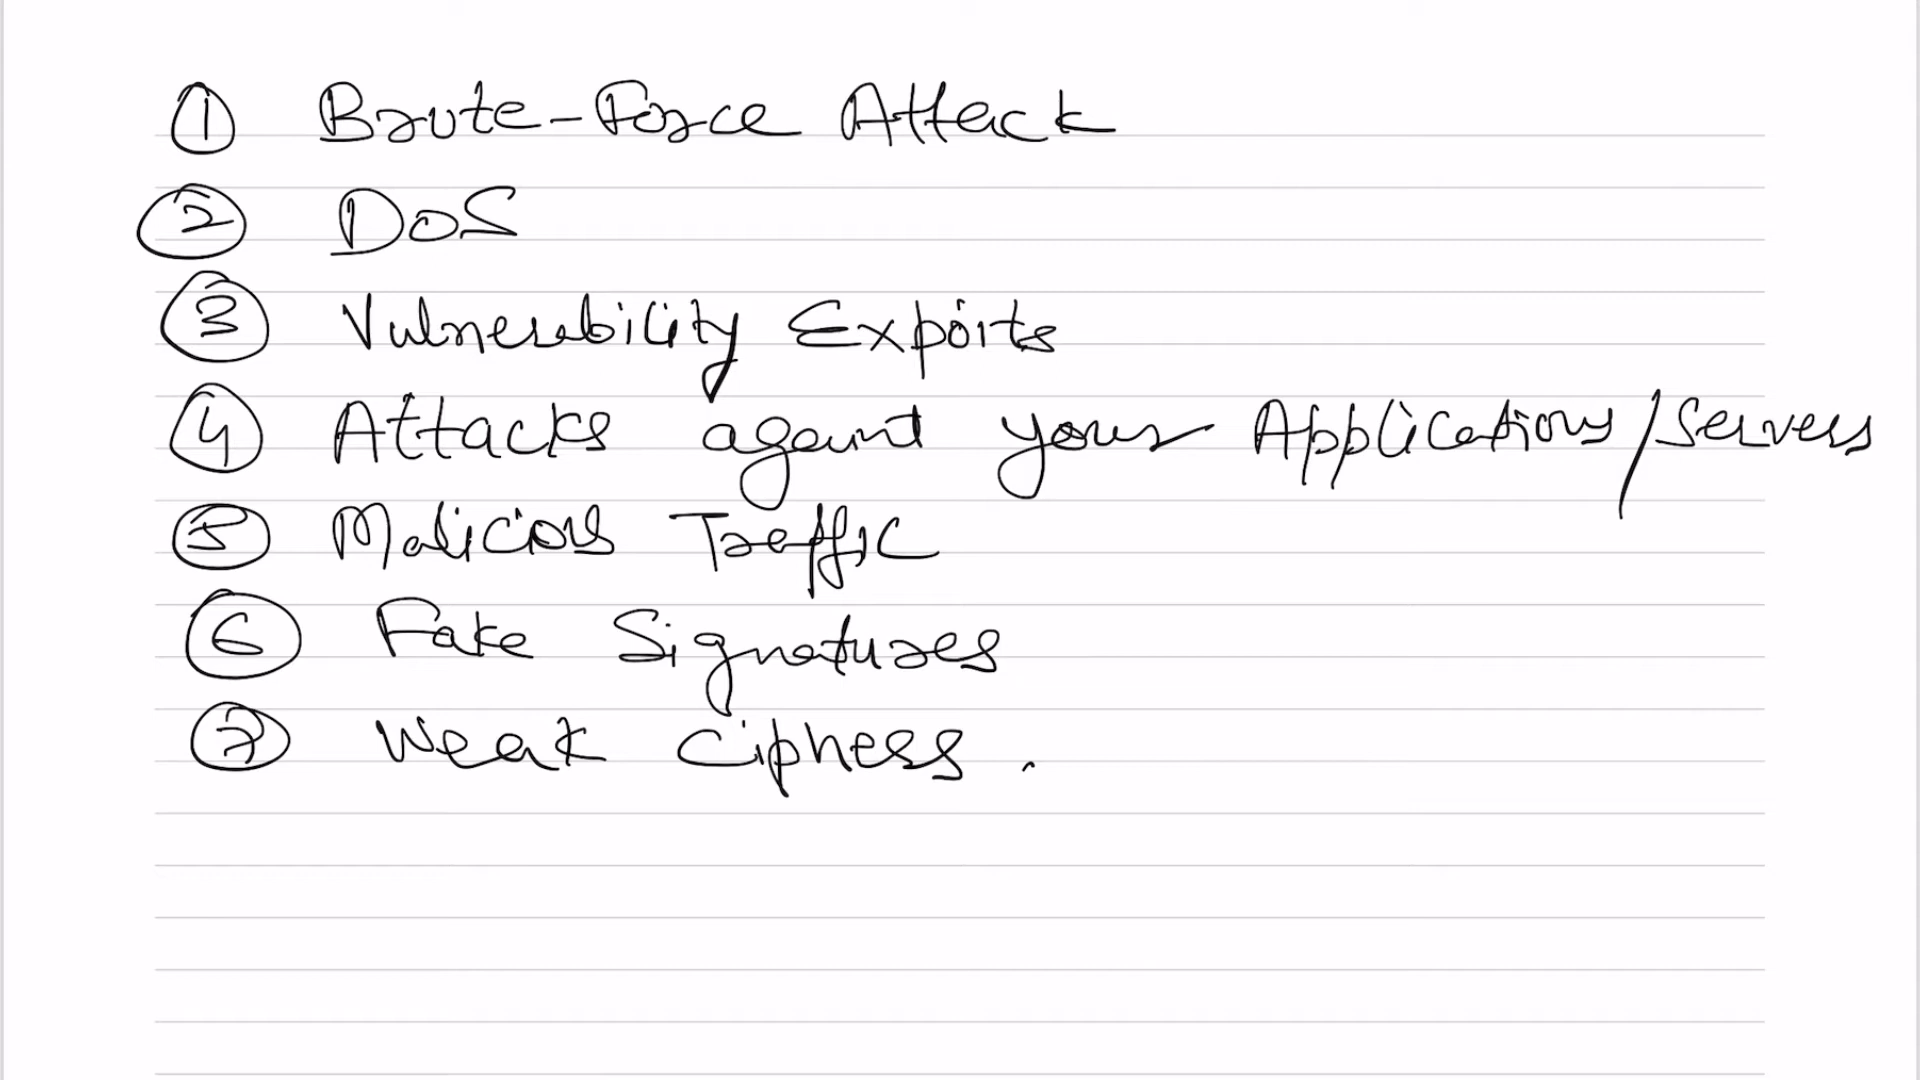 ① Brute-Force Attack
② DoS
③ Vulnerability Expoits
④ Attacks against your Applications/Servers
⑤ Malicious Traffic
⑥ Fake Signatures
⑦ Weak Ciphers.